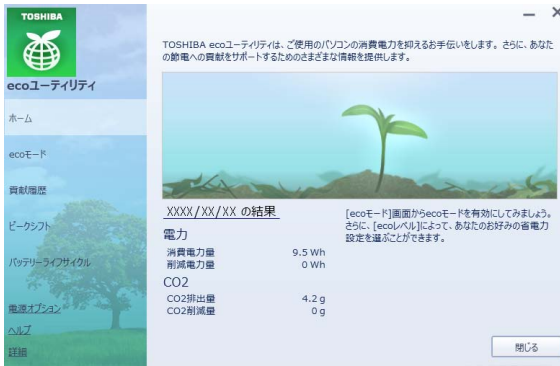 TOSHIBA
ecoユーティリティ
ホーム
ecoモード
貢献履歴
ピークシフト
バッテリーライフサイクル
電源オプション
ヘルプ
詳細
TOSHIBA ecoユーティリティは、ご使用のパソコンの消費電力を抑えるお手伝いをします。さらに、あなた
の節電への貢献をサポートするためのさまざまな情報を提供します。
XXXX/XX/XX の結果
電力
消費電力量 9.5 Wh
削減電力量 0 Wh
CO2
CO2排出量 4.2 g
CO2削減量 0 g
[ecoモード]画面からecoモードを有効にしてみましょう。
さらに、[ecoレベル]によって、あなたのお好みの省電力
設定を選ぶことができます。
閉じる